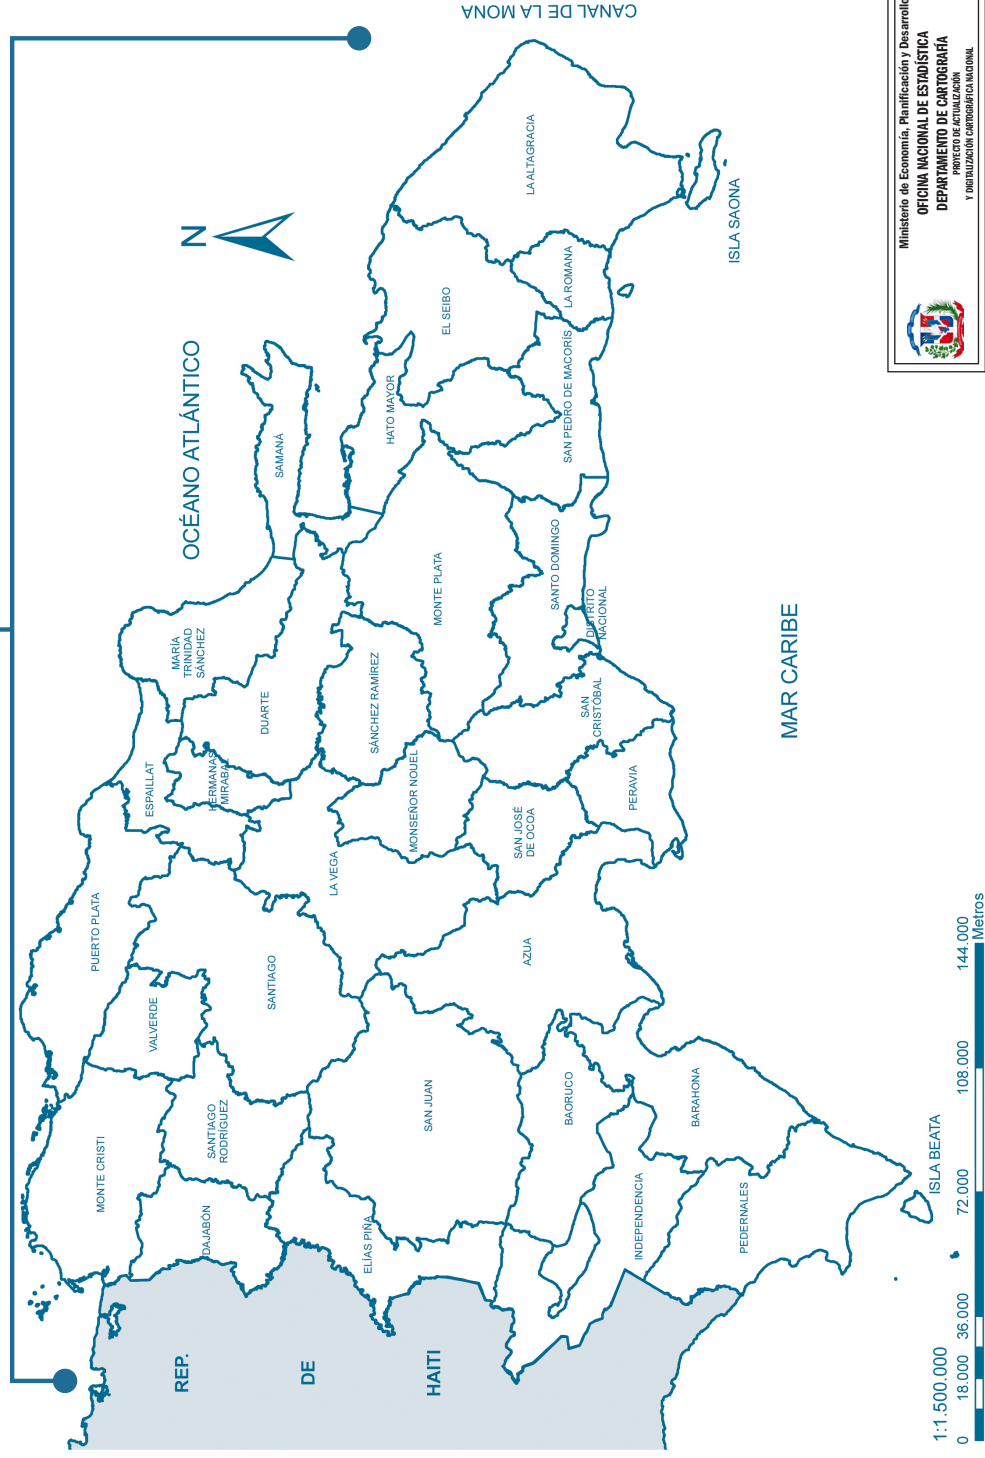 CANAL DE LA MONA
OCÉANO ATLÁNTICO
N
MAR CARIBE
ISLA SAONA
ISLA BEATA
REP.
DE
HAITI
MONTE CRISTI
PUERTO PLATA
VALVERDE
ESPAILLAT
MARÍA
TRINIDAD
SÁNCHEZ
SAMANÁ
DAJABÓN
SANTIAGO
RODRÍGUEZ
SANTIAGO
HERMANAS
MIRABAL
DUARTE
LA VEGA
SÁNCHEZ RAMÍREZ
HATO MAYOR
EL SEIBO
LA ALTAGRACIA
ELÍAS PIÑA
SAN JUAN
MONSEÑOR NOUEL
MONTE PLATA
AZUA
SAN JOSÉ
DE OCOA
SANTO DOMINGO
SAN PEDRO DE MACORÍS
LA ROMANA
BAORUCO
SAN
CRISTÓBAL
DISTRITO
NACIONAL
INDEPENDENCIA
PERAVIA
BARAHONA
PEDERNALES
1:1.500.000
0 18.000 36.000 72.000 108.000 144.000
Metros
Ministerio de Economía, Planificación y Desarrollo
OFICINA NACIONAL DE ESTADÍSTICA
DEPARTAMENTO DE CARTOGRAFÍA
PROYECTO DE ACTUALIZACIÓN
Y DIGITALIZACIÓN CARTOGRÁFICA NACIONAL